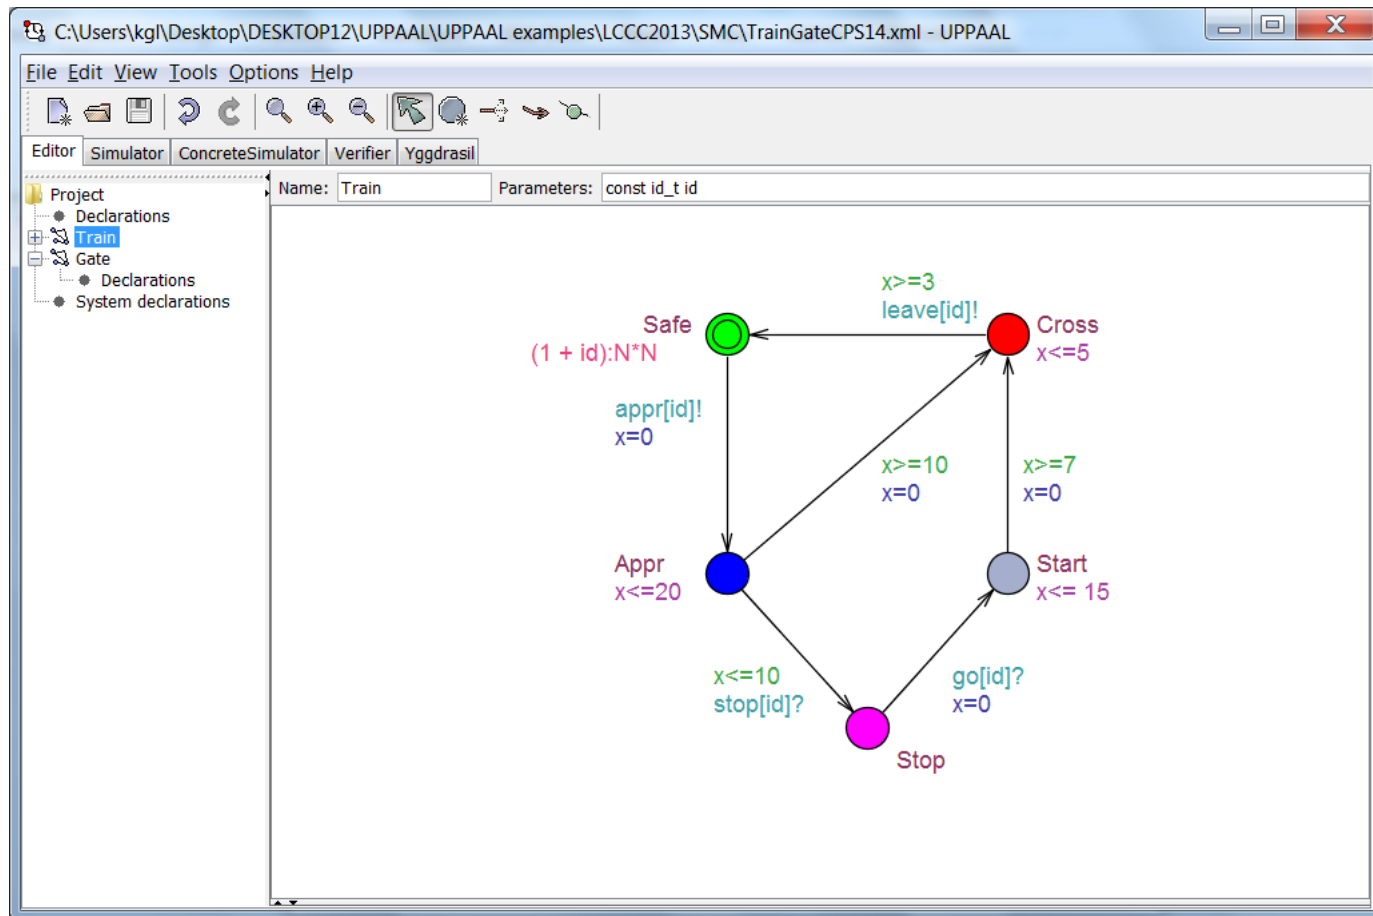 C:\Users\kgl\Desktop\DESKTOP12\UPPAAL\UPPAAL examples\LCCC2013\SMC\TrainGateCPS14.xml - UPPAAL
File Edit View Tools Options Help
Editor Simulator ConcreteSimulator Verifier Yggdrasil
Project
Declarations
Train
Gate
Declarations
System declarations
Name: Train Parameters: const id_t id
x>=3
leave[id]!
Safe
(1 + id):N*N
Cross
x<=5
appr[id]!
x=0
x>=10
x=0
x>=7
x=0
Appr
x<=20
Start
x<= 15
x<=10
stop[id]?
go[id]?
x=0
Stop